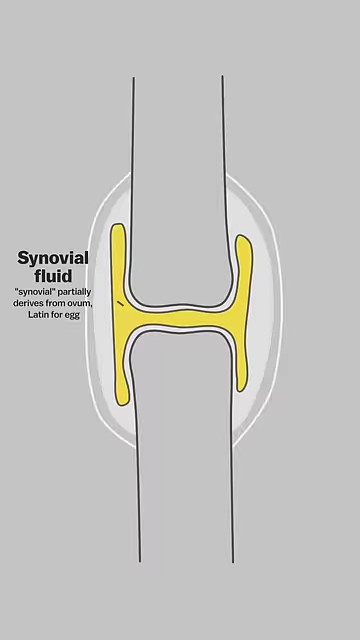 Synovial
fluid
"synovial" partially
derives from ovum,
Latin for egg